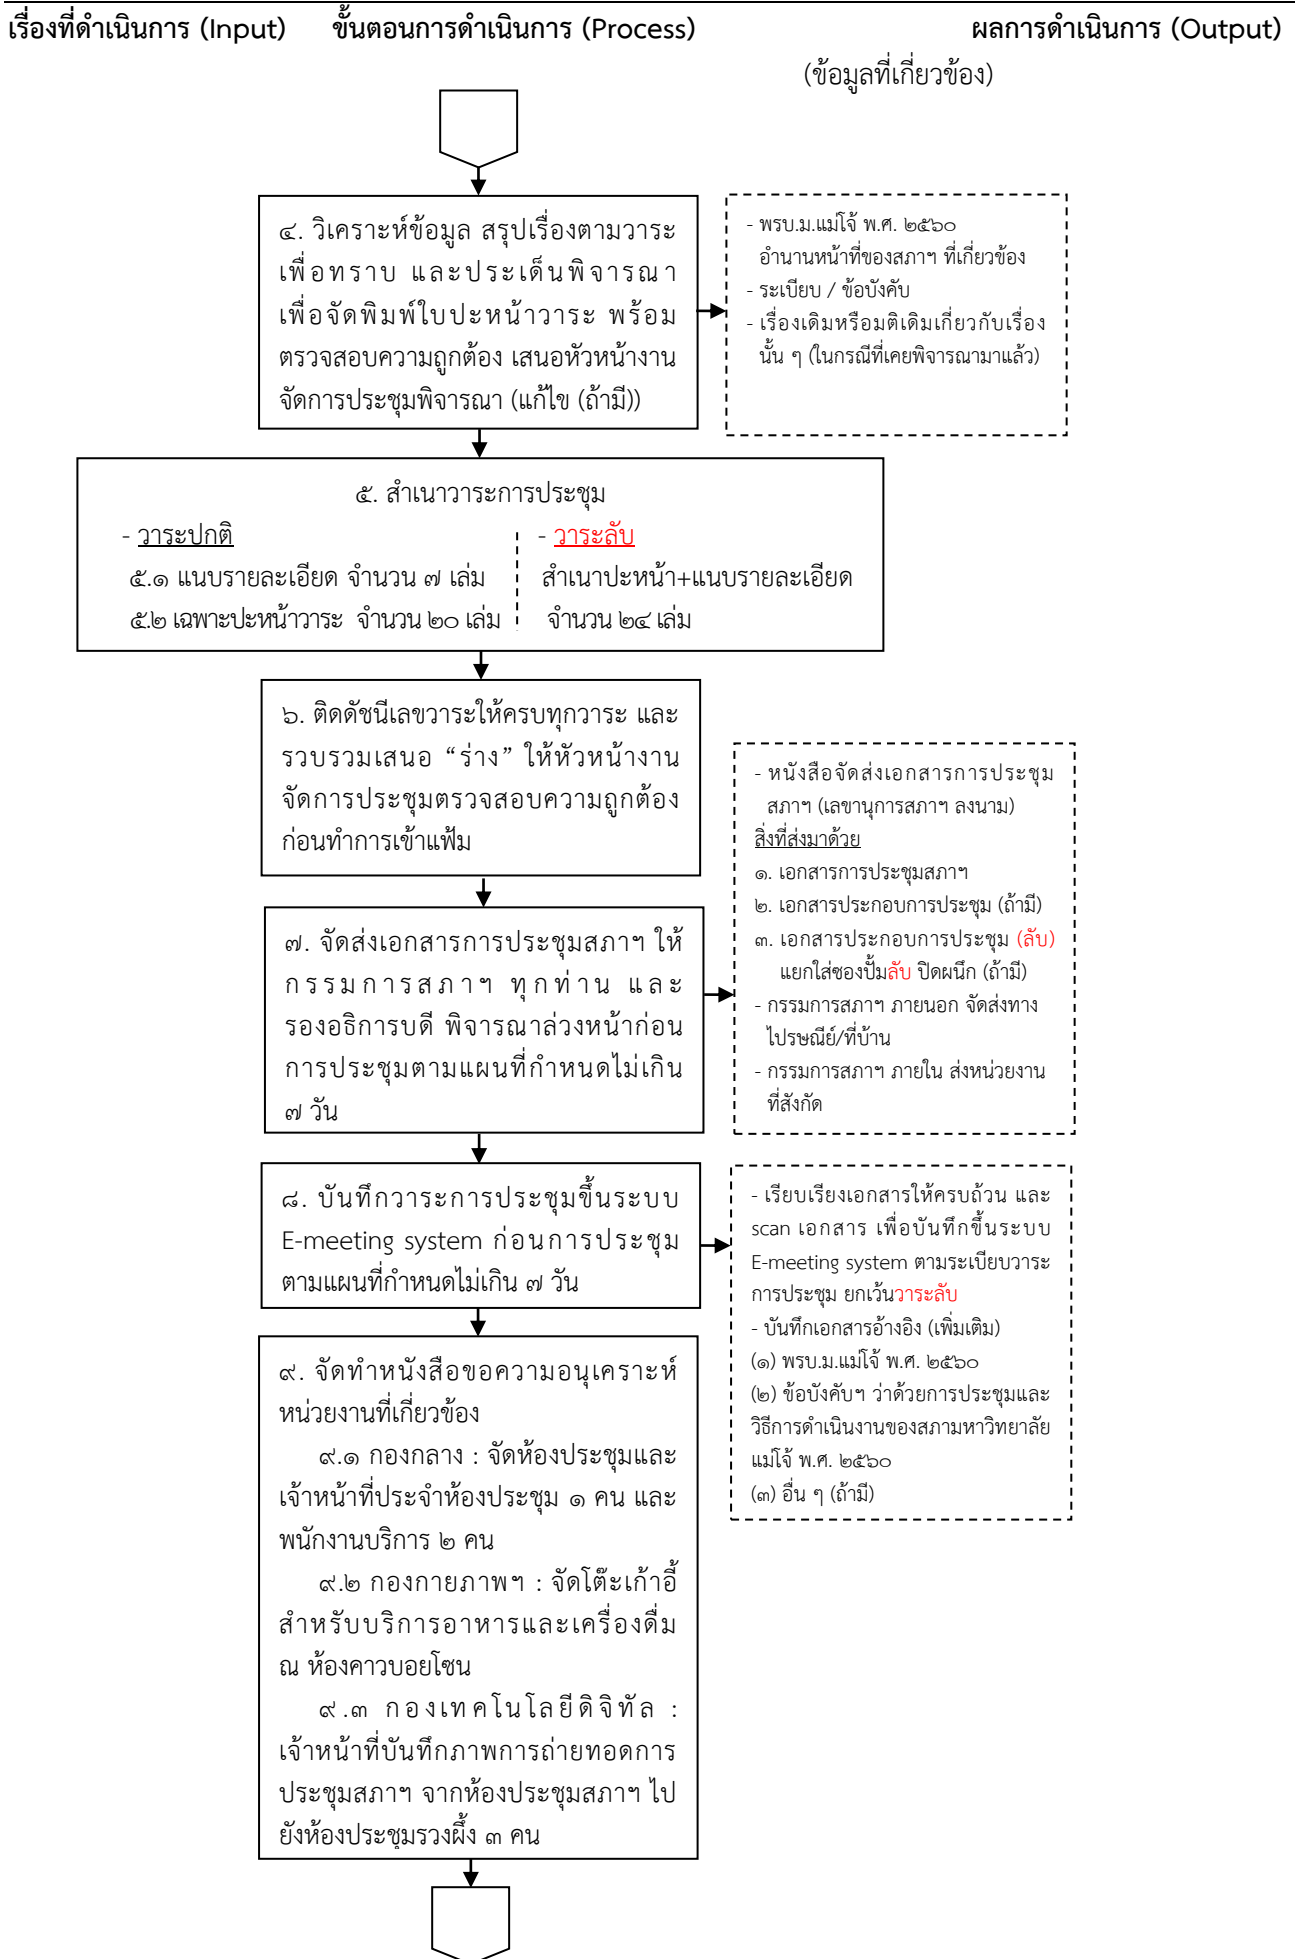 เรื่องที่ดำเนินการ (Input) ขั้นตอนการดำเนินการ (Process) ผลการดำเนินการ (Output)
(ข้อมูลที่เกี่ยวข้อง)
๔. วิเคราะห์ข้อมูล สรุปเรื่องตามวาระ
เพื่อทราบ และประเด็นพิจารณา
เพื่อจัดพิมพ์ใบปะหน้าวาระ พร้อม
ตรวจสอบความถูกต้อง เสนอหัวหน้างาน
จัดการประชุมพิจารณา (แก้ไข (ถ้ามี))
- พรบ.ม.แม่โจ้ พ.ศ. ๒๕๖๐
อำนานหน้าที่ของสภาฯ ที่เกี่ยวข้อง
- ระเบียบ / ข้อบังคับ
- เรื่องเดิมหรือมติเดิมเกี่ยวกับเรื่อง
นั้น ๆ (ในกรณีที่เคยพิจารณามาแล้ว)
๕. สำเนาวาระการประชุม
- วาระปกติ
๕.๑ แนบรายละเอียด จำนวน ๗ เล่ม
๕.๒ เฉพาะปะหน้าวาระ จำนวน ๒๐ เล่ม
- วาระลับ
สำเนาปะหน้า+แนบรายละเอียด
จำนวน ๒๔ เล่ม
๖. ติดดัชนีเลขวาระให้ครบทุกวาระ และ
รวบรวมเสนอ “ร่าง” ให้หัวหน้างาน
จัดการประชุมตรวจสอบความถูกต้อง
ก่อนทำการเข้าแฟ้ม
๗. จัดส่งเอกสารการประชุมสภาฯ ให้
กรรมการสภาฯ ทุกท่าน และ
รองอธิการบดี พิจารณาล่วงหน้าก่อน
การประชุมตามแผนที่กำหนดไม่เกิน
๗ วัน
- หนังสือจัดส่งเอกสารการประชุม
สภาฯ (เลขานุการสภาฯ ลงนาม)
สิ่งที่ส่งมาด้วย
๑. เอกสารการประชุมสภาฯ
๒. เอกสารประกอบการประชุม (ถ้ามี)
๓. เอกสารประกอบการประชุม (ลับ)
แยกใส่ซองปั้มลับ ปิดผนึก (ถ้ามี)
- กรรมการสภาฯ ภายนอก จัดส่งทาง
ไปรษณีย์/ที่บ้าน
- กรรมการสภาฯ ภายใน ส่งหน่วยงาน
ที่สังกัด
๘. บันทึกวาระการประชุมขึ้นระบบ
E-meeting system ก่อนการประชุม
ตามแผนที่กำหนดไม่เกิน ๗ วัน
- เรียบเรียงเอกสารให้ครบถ้วน และ
scan เอกสาร เพื่อบันทึกขึ้นระบบ
E-meeting system ตามระเบียบวาระ
การประชุม ยกเว้นวาระลับ
- บันทึกเอกสารอ้างอิง (เพิ่มเติม)
(๑) พรบ.ม.แม่โจ้ พ.ศ. ๒๕๖๐
(๒) ข้อบังคับฯ ว่าด้วยการประชุมและ
วิธีการดำเนินงานของสภามหาวิทยาลัย
แม่โจ้ พ.ศ. ๒๕๖๐
(๓) อื่น ๆ (ถ้ามี)
๙. จัดทำหนังสือขอความอนุเคราะห์
หน่วยงานที่เกี่ยวข้อง
๙.๑ กองกลาง : จัดห้องประชุมและ
เจ้าหน้าที่ประจำห้องประชุม ๑ คน และ
พนักงานบริการ ๒ คน
๙.๒ กองกายภาพฯ : จัดโต๊ะเก้าอี้
สำหรับบริการอาหารและเครื่องดื่ม
ณ ห้องคาวบอยโซน
๙.๓ กองเทคโนโลยีดิจิทัล :
เจ้าหน้าที่บันทึกภาพการถ่ายทอดการ
ประชุมสภาฯ จากห้องประชุมสภาฯ ไป
ยังห้องประชุมรวงผึ้ง ๓ คน